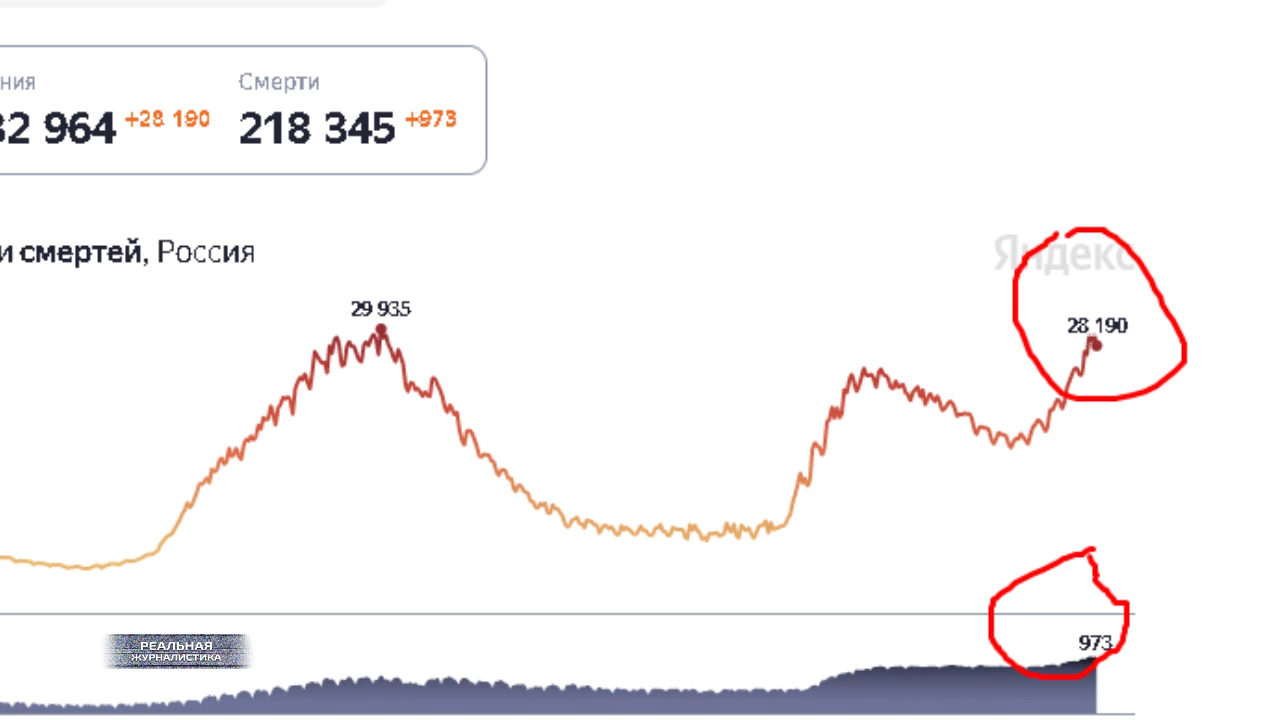 ния
Смерти
32 964 +28 190
218 345 +973
и смертей, Россия
Яндекс
29 935
28 190
973
РЕАЛЬНАЯ
ЖУРНАЛИСТИКА